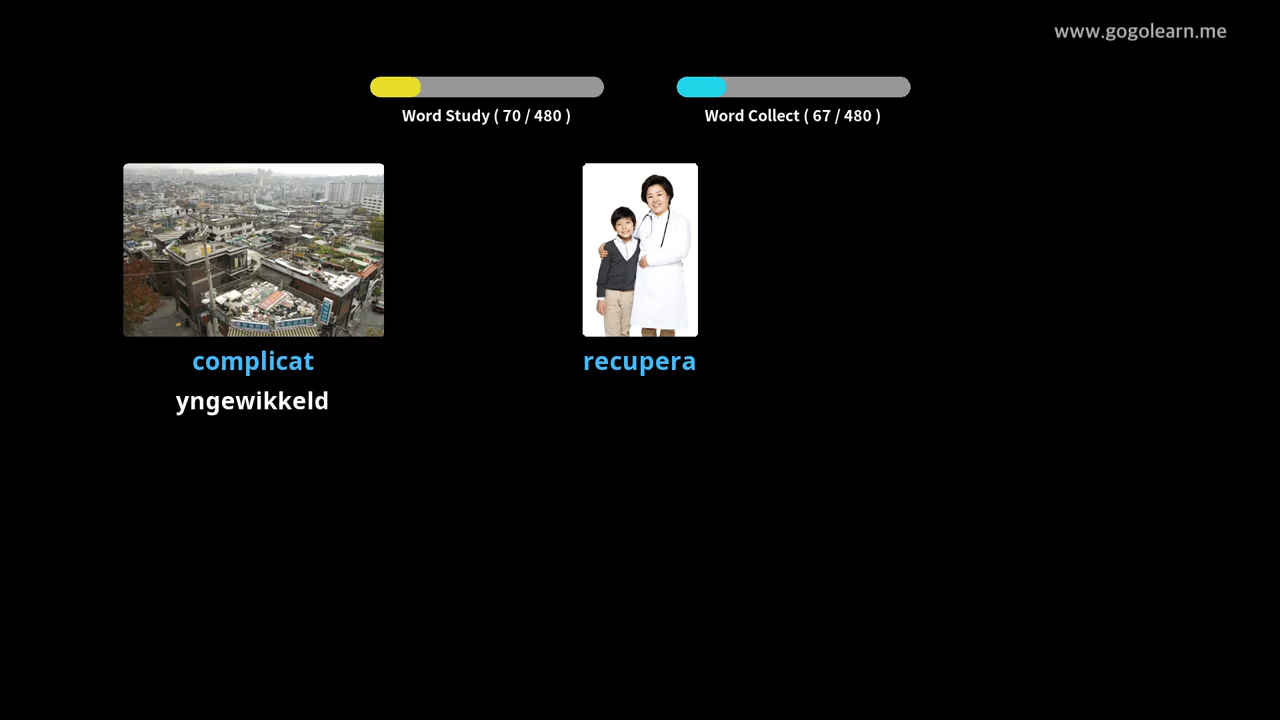 www.gogolearn.me
Word Study ( 70 / 480 )
Word Collect ( 67 / 480 )
complicat
yngewikkeld
recupera